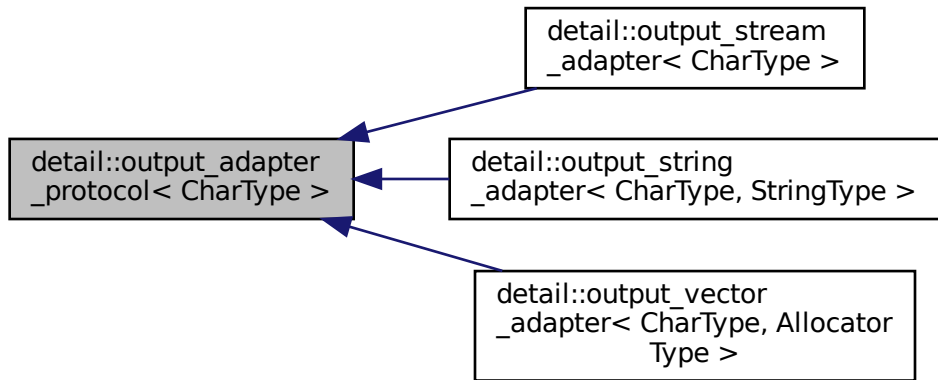 detail::output_stream
_adapter< CharType >
detail::output_adapter
_protocol< CharType >
detail::output_string
_adapter< CharType, StringType >
detail::output_vector
_adapter< CharType, Allocator
Type >